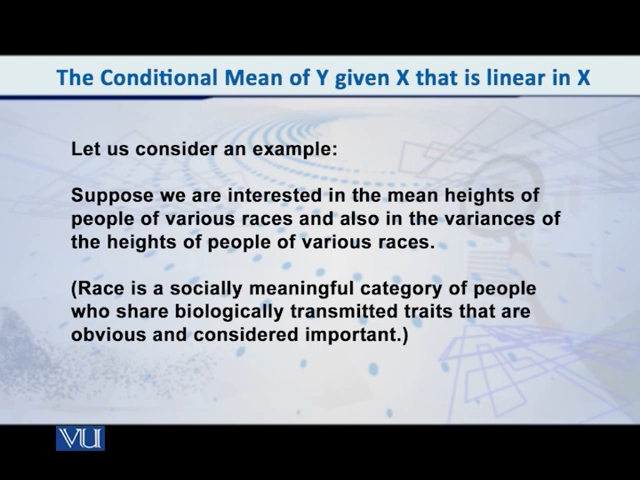 The Conditional Mean of Y given X that is linear in X
Let us consider an example:
Suppose we are interested in the mean heights of
people of various races and also in the variances of
the heights of people of various races.
(Race is a socially meaningful category of people
who share biologically transmitted traits that are
obvious and considered important.)
VU